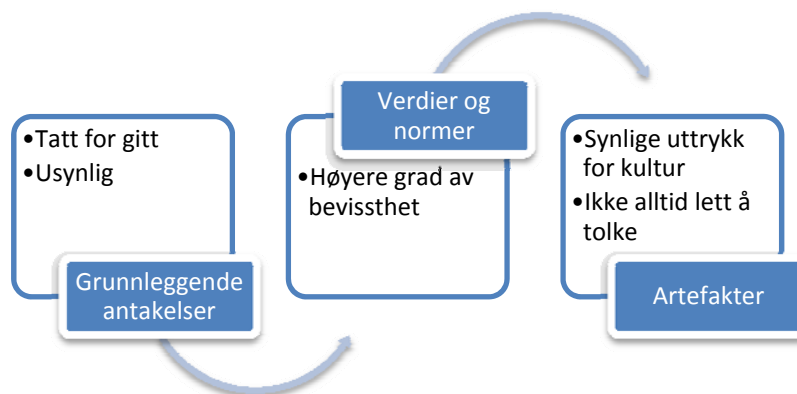 •Tatt for gitt
•Usynlig
Grunnleggende
antakelser
Verdier og
normer
•Høyere grad av
bevissthet
•Synlige uttrykk
for kultur
•Ikke alltid lett å
tolke
Artefakter